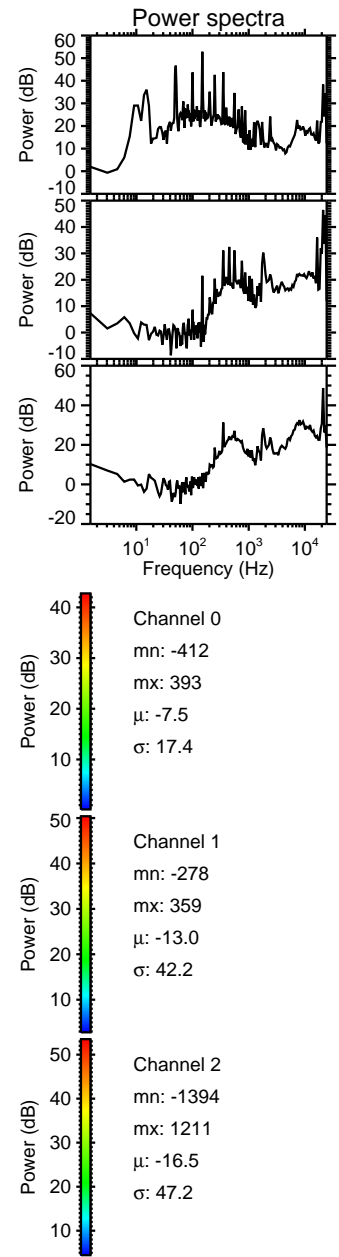 Power spectra
60
50
40
30
20
10
0
-10
Power (dB)
50
40
30
20
10
0
-10
Power (dB)
60
40
20
0
-20
Power (dB)
10¹ 10² 10³ 10⁴
Frequency (Hz)
40
30
20
10
Power (dB)
Channel 0
mn: -412
mx: 393
μ: -7.5
σ: 17.4
50
40
30
20
10
Power (dB)
Channel 1
mn: -278
mx: 359
μ: -13.0
σ: 42.2
50
40
30
20
10
Power (dB)
Channel 2
mn: -1394
mx: 1211
μ: -16.5
σ: 47.2